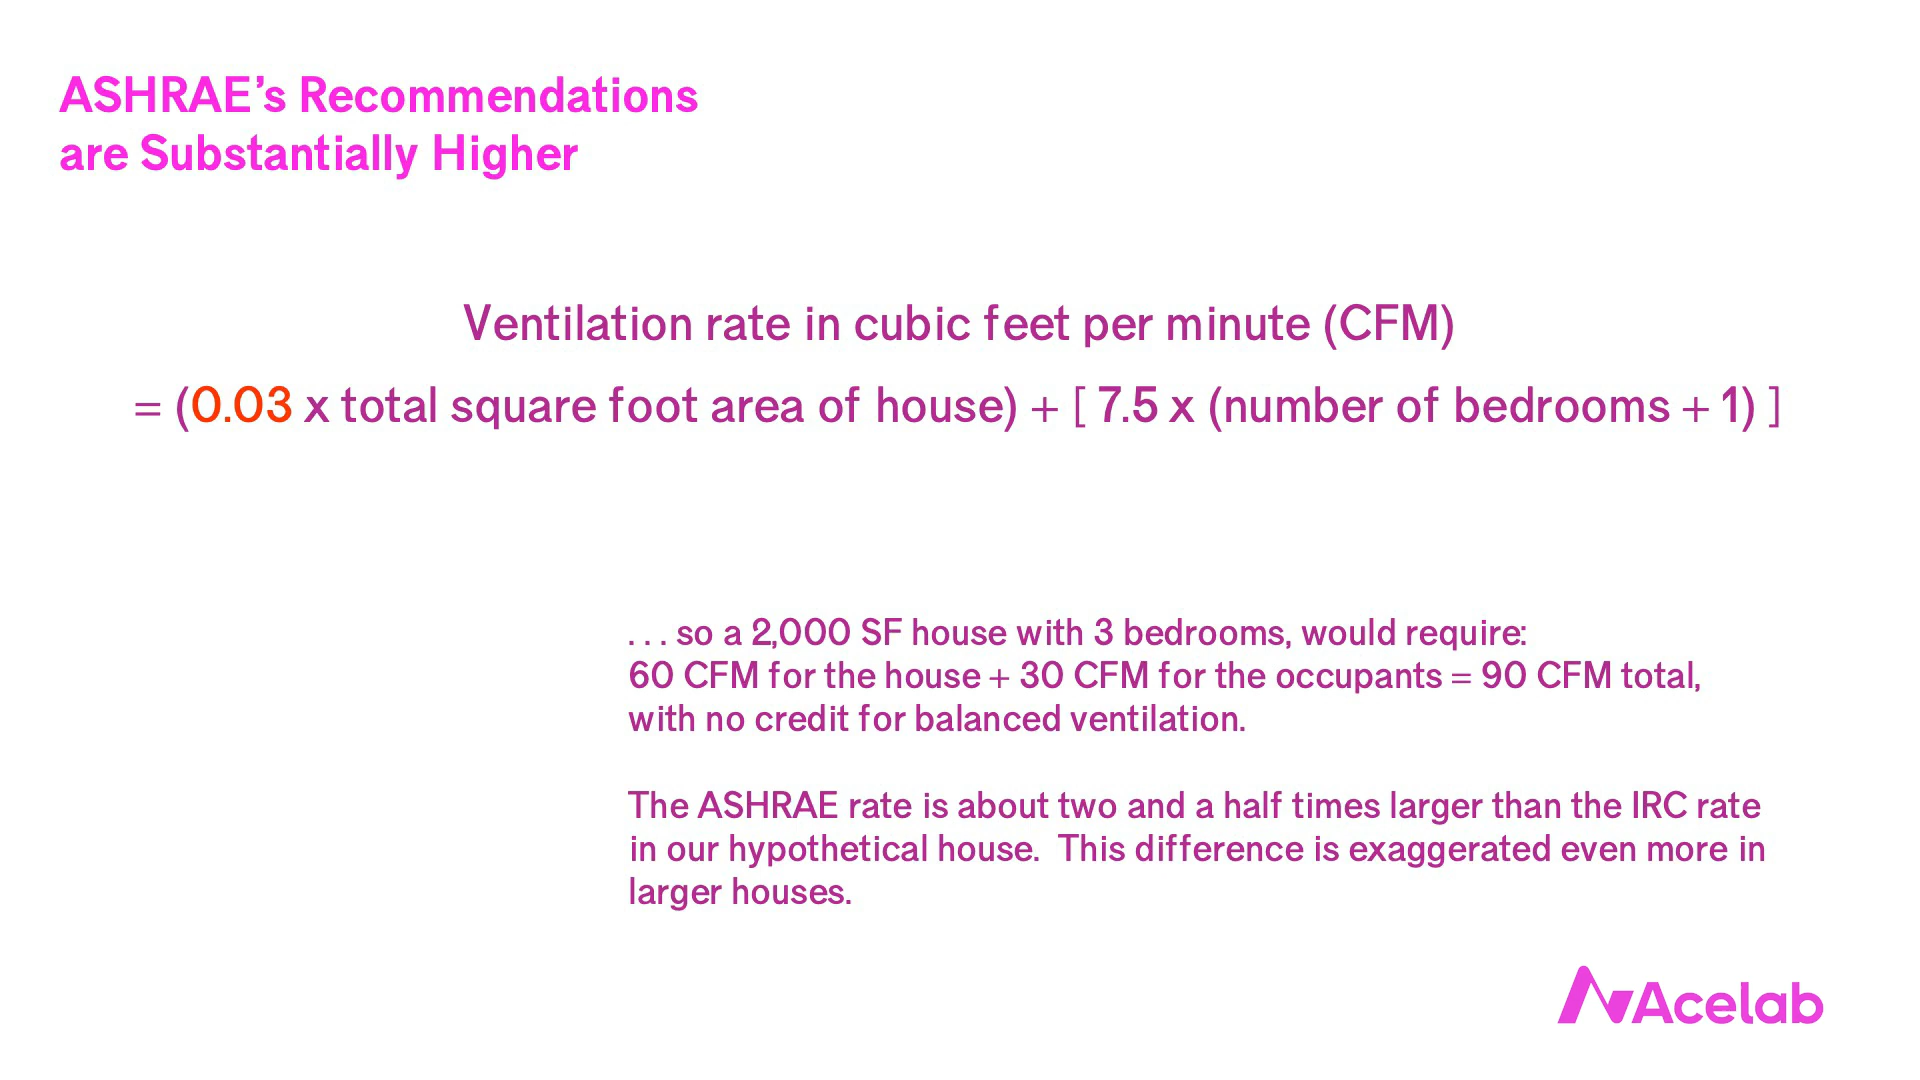 ASHRAE’s Recommendations
are Substantially Higher
Ventilation rate in cubic feet per minute (CFM)
= (0.03 x total square foot area of house) + [ 7.5 x (number of bedrooms + 1) ]
. . . so a 2,000 SF house with 3 bedrooms, would require:
60 CFM for the house + 30 CFM for the occupants = 90 CFM total,
with no credit for balanced ventilation.
The ASHRAE rate is about two and a half times larger than the IRC rate
in our hypothetical house.  This difference is exaggerated even more in
larger houses.
Acelab